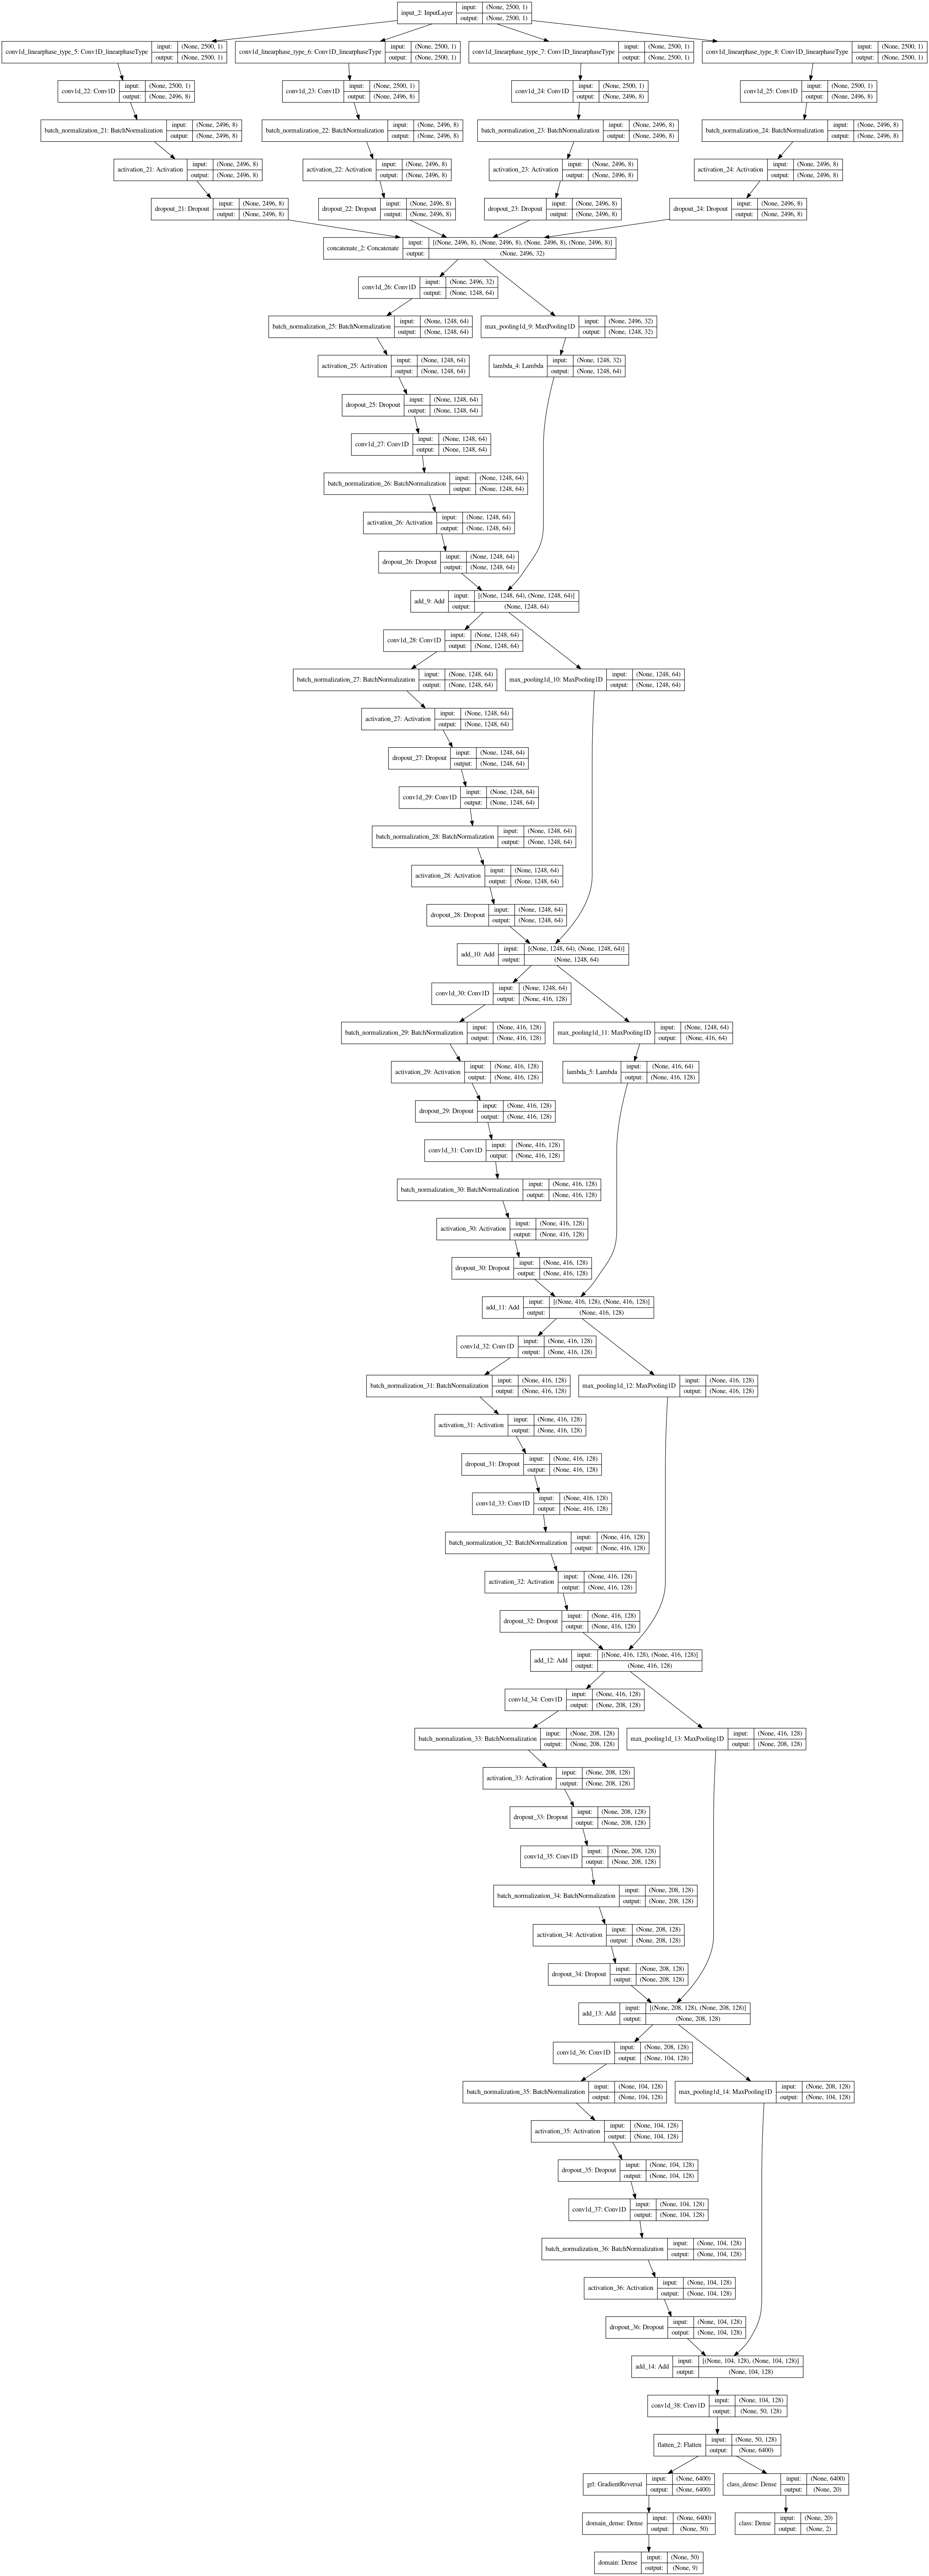 input_2: InputLayer input: (None, 2500, 1)
output: (None, 2500, 1)
conv1d_linearphase_type_5: Conv1D_linearphaseType input: (None, 2500, 1)
output: (None, 2500, 1)
conv1d_linearphase_type_6: Conv1D_linearphaseType input: (None, 2500, 1)
output: (None, 2500, 1)
conv1d_linearphase_type_7: Conv1D_linearphaseType input: (None, 2500, 1)
output: (None, 2500, 1)
conv1d_linearphase_type_8: Conv1D_linearphaseType input: (None, 2500, 1)
output: (None, 2500, 1)
conv1d_22: Conv1D input: (None, 2500, 1)
output: (None, 2496, 8)
conv1d_23: Conv1D input: (None, 2500, 1)
output: (None, 2496, 8)
conv1d_24: Conv1D input: (None, 2500, 1)
output: (None, 2496, 8)
conv1d_25: Conv1D input: (None, 2500, 1)
output: (None, 2496, 8)
batch_normalization_21: BatchNormalization input: (None, 2496, 8)
output: (None, 2496, 8)
batch_normalization_22: BatchNormalization input: (None, 2496, 8)
output: (None, 2496, 8)
batch_normalization_23: BatchNormalization input: (None, 2496, 8)
output: (None, 2496, 8)
batch_normalization_24: BatchNormalization input: (None, 2496, 8)
output: (None, 2496, 8)
activation_21: Activation input: (None, 2496, 8)
output: (None, 2496, 8)
activation_22: Activation input: (None, 2496, 8)
output: (None, 2496, 8)
activation_23: Activation input: (None, 2496, 8)
output: (None, 2496, 8)
activation_24: Activation input: (None, 2496, 8)
output: (None, 2496, 8)
dropout_21: Dropout input: (None, 2496, 8)
output: (None, 2496, 8)
dropout_22: Dropout input: (None, 2496, 8)
output: (None, 2496, 8)
dropout_23: Dropout input: (None, 2496, 8)
output: (None, 2496, 8)
dropout_24: Dropout input: (None, 2496, 8)
output: (None, 2496, 8)
concatenate_2: Concatenate input: [(None, 2496, 8), (None, 2496, 8), (None, 2496, 8), (None, 2496, 8)]
output: (None, 2496, 32)
conv1d_26: Conv1D input: (None, 2496, 32)
output: (None, 1248, 64)
batch_normalization_25: BatchNormalization input: (None, 1248, 64)
output: (None, 1248, 64)
max_pooling1d_9: MaxPooling1D input: (None, 2496, 32)
output: (None, 1248, 32)
activation_25: Activation input: (None, 1248, 64)
output: (None, 1248, 64)
lambda_4: Lambda input: (None, 1248, 32)
output: (None, 1248, 64)
dropout_25: Dropout input: (None, 1248, 64)
output: (None, 1248, 64)
conv1d_27: Conv1D input: (None, 1248, 64)
output: (None, 1248, 64)
batch_normalization_26: BatchNormalization input: (None, 1248, 64)
output: (None, 1248, 64)
activation_26: Activation input: (None, 1248, 64)
output: (None, 1248, 64)
dropout_26: Dropout input: (None, 1248, 64)
output: (None, 1248, 64)
add_9: Add input: [(None, 1248, 64), (None, 1248, 64)]
output: (None, 1248, 64)
conv1d_28: Conv1D input: (None, 1248, 64)
output: (None, 1248, 64)
batch_normalization_27: BatchNormalization input: (None, 1248, 64)
output: (None, 1248, 64)
max_pooling1d_10: MaxPooling1D input: (None, 1248, 64)
output: (None, 1248, 64)
activation_27: Activation input: (None, 1248, 64)
output: (None, 1248, 64)
dropout_27: Dropout input: (None, 1248, 64)
output: (None, 1248, 64)
conv1d_29: Conv1D input: (None, 1248, 64)
output: (None, 1248, 64)
batch_normalization_28: BatchNormalization input: (None, 1248, 64)
output: (None, 1248, 64)
activation_28: Activation input: (None, 1248, 64)
output: (None, 1248, 64)
dropout_28: Dropout input: (None, 1248, 64)
output: (None, 1248, 64)
add_10: Add input: [(None, 1248, 64), (None, 1248, 64)]
output: (None, 1248, 64)
conv1d_30: Conv1D input: (None, 1248, 64)
output: (None, 416, 128)
batch_normalization_29: BatchNormalization input: (None, 416, 128)
output: (None, 416, 128)
max_pooling1d_11: MaxPooling1D input: (None, 1248, 64)
output: (None, 416, 64)
activation_29: Activation input: (None, 416, 128)
output: (None, 416, 128)
lambda_5: Lambda input: (None, 416, 64)
output: (None, 416, 128)
dropout_29: Dropout input: (None, 416, 128)
output: (None, 416, 128)
conv1d_31: Conv1D input: (None, 416, 128)
output: (None, 416, 128)
batch_normalization_30: BatchNormalization input: (None, 416, 128)
output: (None, 416, 128)
activation_30: Activation input: (None, 416, 128)
output: (None, 416, 128)
dropout_30: Dropout input: (None, 416, 128)
output: (None, 416, 128)
add_11: Add input: [(None, 416, 128), (None, 416, 128)]
output: (None, 416, 128)
conv1d_32: Conv1D input: (None, 416, 128)
output: (None, 416, 128)
batch_normalization_31: BatchNormalization input: (None, 416, 128)
output: (None, 416, 128)
max_pooling1d_12: MaxPooling1D input: (None, 416, 128)
output: (None, 416, 128)
activation_31: Activation input: (None, 416, 128)
output: (None, 416, 128)
dropout_31: Dropout input: (None, 416, 128)
output: (None, 416, 128)
conv1d_33: Conv1D input: (None, 416, 128)
output: (None, 416, 128)
batch_normalization_32: BatchNormalization input: (None, 416, 128)
output: (None, 416, 128)
activation_32: Activation input: (None, 416, 128)
output: (None, 416, 128)
dropout_32: Dropout input: (None, 416, 128)
output: (None, 416, 128)
add_12: Add input: [(None, 416, 128), (None, 416, 128)]
output: (None, 416, 128)
conv1d_34: Conv1D input: (None, 416, 128)
output: (None, 208, 128)
batch_normalization_33: BatchNormalization input: (None, 208, 128)
output: (None, 208, 128)
max_pooling1d_13: MaxPooling1D input: (None, 416, 128)
output: (None, 208, 128)
activation_33: Activation input: (None, 208, 128)
output: (None, 208, 128)
dropout_33: Dropout input: (None, 208, 128)
output: (None, 208, 128)
conv1d_35: Conv1D input: (None, 208, 128)
output: (None, 208, 128)
batch_normalization_34: BatchNormalization input: (None, 208, 128)
output: (None, 208, 128)
activation_34: Activation input: (None, 208, 128)
output: (None, 208, 128)
dropout_34: Dropout input: (None, 208, 128)
output: (None, 208, 128)
add_13: Add input: [(None, 208, 128), (None, 208, 128)]
output: (None, 208, 128)
conv1d_36: Conv1D input: (None, 208, 128)
output: (None, 104, 128)
batch_normalization_35: BatchNormalization input: (None, 104, 128)
output: (None, 104, 128)
max_pooling1d_14: MaxPooling1D input: (None, 208, 128)
output: (None, 104, 128)
activation_35: Activation input: (None, 104, 128)
output: (None, 104, 128)
dropout_35: Dropout input: (None, 104, 128)
output: (None, 104, 128)
conv1d_37: Conv1D input: (None, 104, 128)
output: (None, 104, 128)
batch_normalization_36: BatchNormalization input: (None, 104, 128)
output: (None, 104, 128)
activation_36: Activation input: (None, 104, 128)
output: (None, 104, 128)
dropout_36: Dropout input: (None, 104, 128)
output: (None, 104, 128)
add_14: Add input: [(None, 104, 128), (None, 104, 128)]
output: (None, 104, 128)
conv1d_38: Conv1D input: (None, 104, 128)
output: (None, 50, 128)
flatten_2: Flatten input: (None, 50, 128)
output: (None, 6400)
grl: GradientReversal input: (None, 6400)
output: (None, 6400)
class_dense: Dense input: (None, 6400)
output: (None, 20)
domain_dense: Dense input: (None, 6400)
output: (None, 50)
class: Dense input: (None, 20)
output: (None, 2)
domain: Dense input: (None, 50)
output: (None, 9)